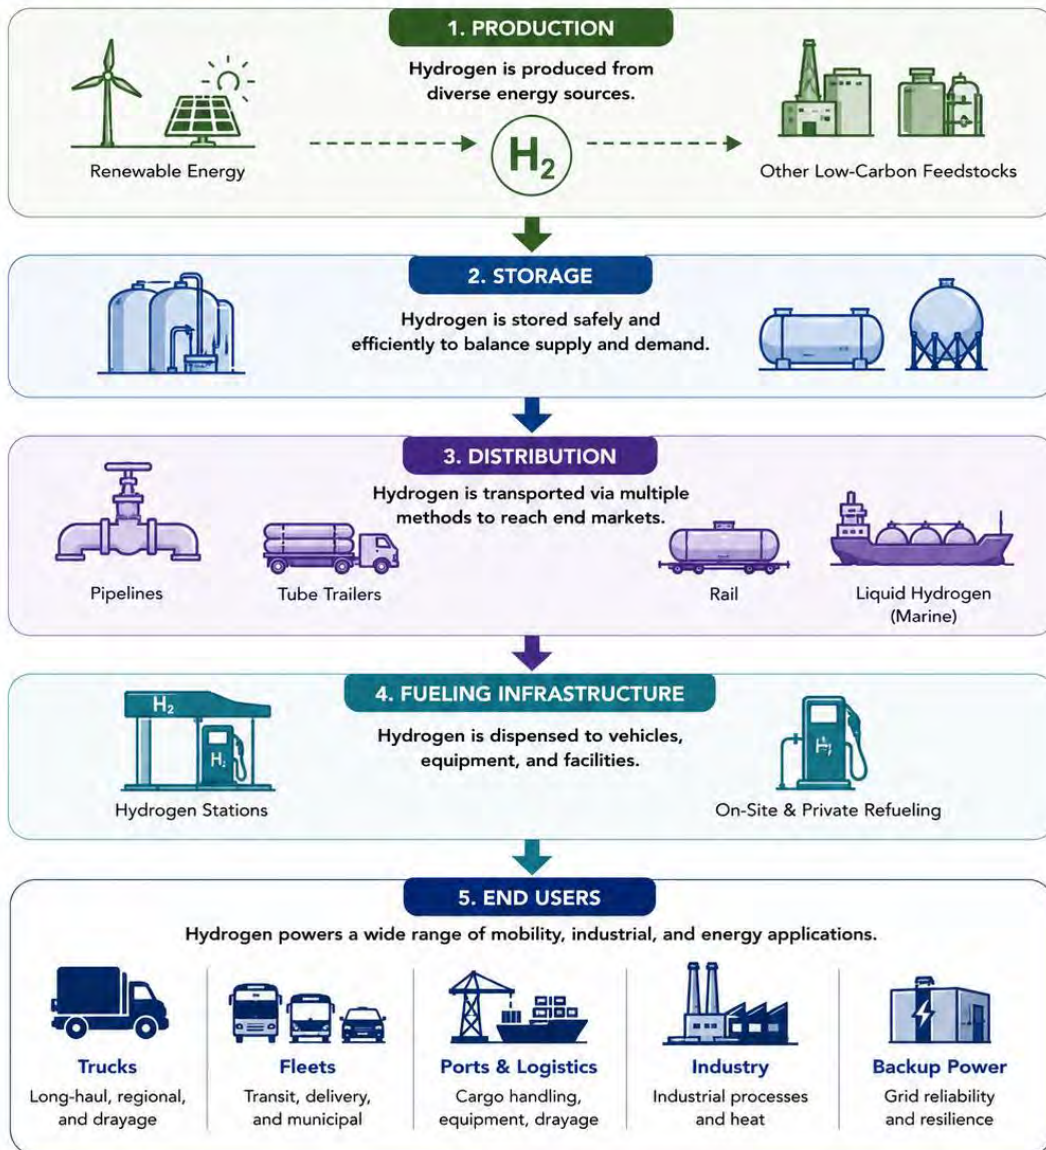 1. PRODUCTION
Hydrogen is produced from
diverse energy sources.
H2
Renewable Energy
Other Low-Carbon Feedstocks
2. STORAGE
Hydrogen is stored safely and
efficiently to balance supply and demand.
3. DISTRIBUTION
Hydrogen is transported via multiple
methods to reach end markets.
Pipelines
Tube Trailers
Rail
Liquid Hydrogen
(Marine)
4. FUELING INFRASTRUCTURE
Hydrogen is dispensed to vehicles,
equipment, and facilities.
H2
H2
Hydrogen Stations
On-Site & Private Refueling
5. END USERS
Hydrogen powers a wide range of mobility, industrial, and energy applications.
Trucks
Long-haul, regional,
and drayage
Fleets
Transit, delivery,
and municipal
Ports & Logistics
Cargo handling,
equipment, drayage
Industry
Industrial processes
and heat
Backup Power
Grid reliability
and resilience